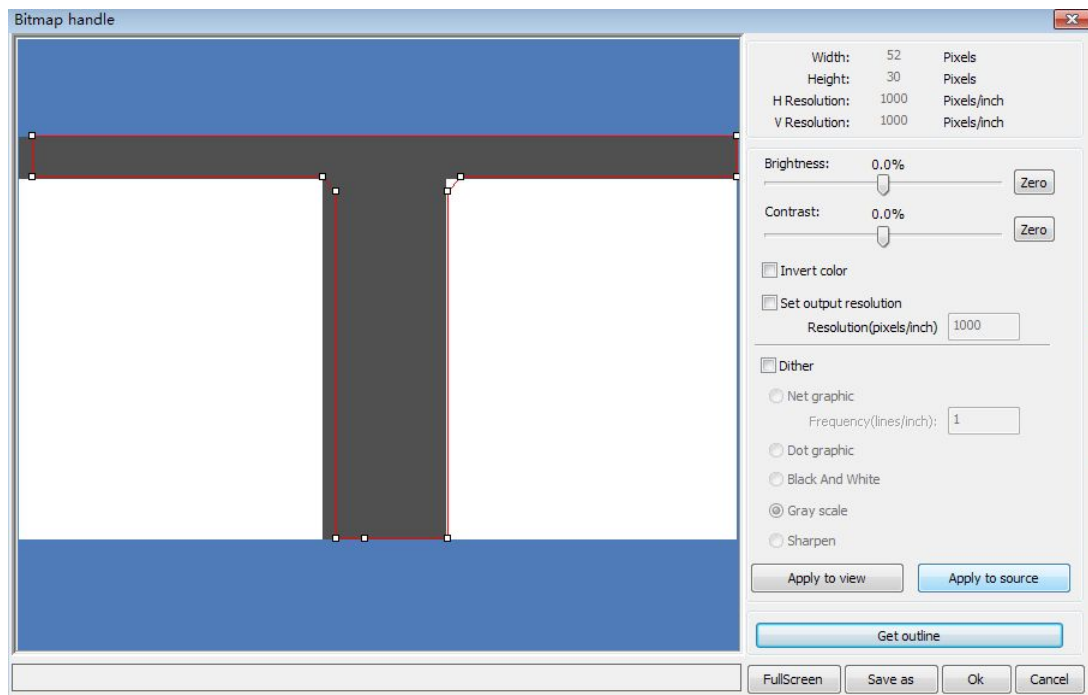 Bitmap handle
Width: 52 Pixels
Height: 30 Pixels
H Resolution: 1000 Pixels/inch
V Resolution: 1000 Pixels/inch
Brightness: 0.0%
Zero
Contrast: 0.0%
Zero
Invert color
Set output resolution
Resolution(pixels/inch) 1000
Dither
Net graphic
Frequency(lines/inch): 1
Dot graphic
Black And White
Gray scale
Sharpen
Apply to view Apply to source
Get outline
FullScreen Save as Ok Cancel